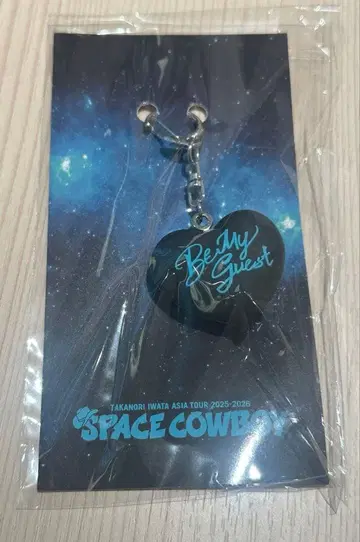 Be My
Guest
TAKANORI IWATA ASIA TOUR 2025-2026
SPACE COWBOY